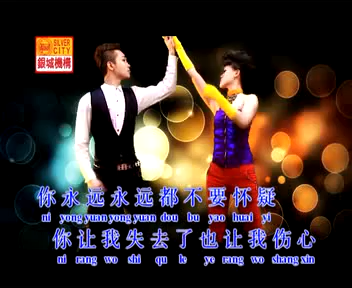 SILVER
CITY
銀城機構
你永远永远都不要怀疑
ni yong yuan yong yuan dou bu yao huai yi
你让我失去了也让我伤心
ni rang wo shi qu le ye rang wo shang xin